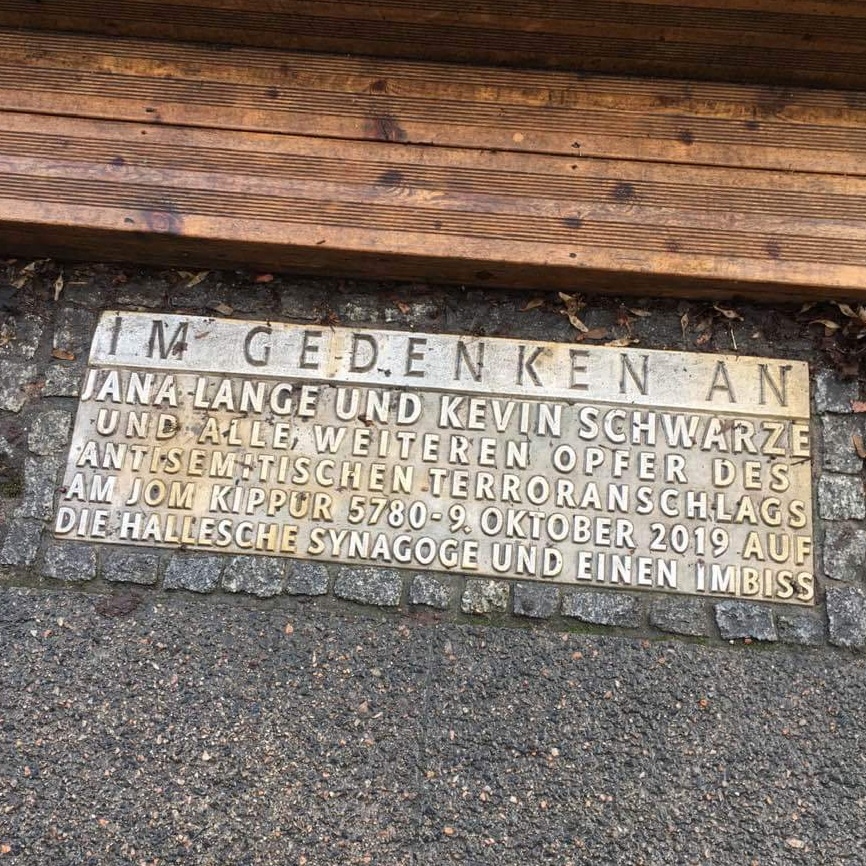 IM GEDENKEN AN
JANA LANGE UND KEVIN SCHWARZE
UND ALLE WEITEREN OPFER DES
ANTISEMITISCHEN TERRORANSCHLAGS
AM JOM KIPPUR 5780-9. OKTOBER 2019 AUF
DIE HALLESCHE SYNAGOGE UND EINEN IMBISS